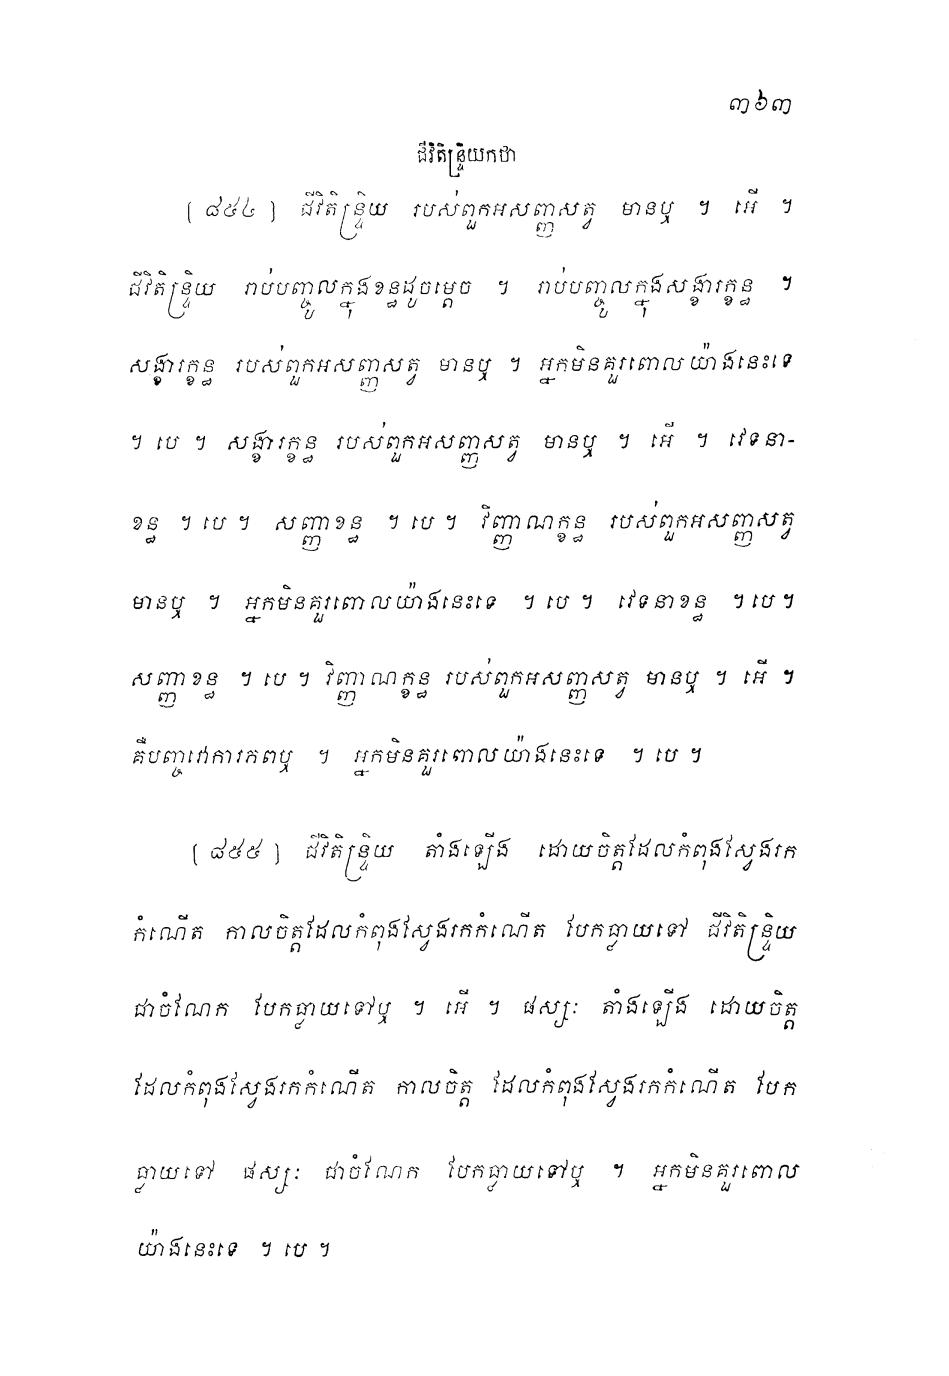 ៣៦៣
ជីវិតិន្ទ្រិយកថា
[ ៨៥៤ ] ជីវិតិន្ទ្រិយ របស់ពួកអសញ្ញសត្វ មានឬ ។ អើ ។
ជីវិតិន្ទ្រិយ រាប់បញ្ចូលក្នុងខន្ធដូចម្តេច ។ រាប់បញ្ចូលក្នុងសង្ខារក្ខន្ធ ។
សង្ខារក្ខន្ធ របស់ពួកអសញ្ញសត្វ មានឬ ។ អ្នកមិនគួរពោលយ៉ាងនេះទេ
។ បេ ។ សង្ខារក្ខន្ធ របស់ពួកអសញ្ញសត្វ មានឬ ។ អើ ។ វេទនា-
ខន្ធ ។ បេ ។ សញ្ញាខន្ធ ។ បេ ។ វិញ្ញាណក្ខន្ធ របស់ពួកអសញ្ញសត្វ
មានឬ ។ អ្នកមិនគួរពោលយ៉ាងនេះទេ ។ បេ ។ វេទនាខន្ធ ។ បេ ។
សញ្ញាខន្ធ ។ បេ ។ វិញ្ញាណក្ខន្ធ របស់ពួកអសញ្ញសត្វ មានឬ ។ អើ ។
គឺបញ្ចវោការភពឬ ។ អ្នកមិនគួរពោលយ៉ាងនេះទេ ។ បេ ។
[ ៨៥៥ ] ជីវិតិន្ទ្រិយ តាំងឡើង ដោយចិត្តដែលកំពុងស្វែងរក
កំណើត កាលចិត្តដែលកំពុងស្វែងរកកំណើត បែកធ្លាយទៅ ជីវិតិន្ទ្រិយ
ជាចំណែក បែកធ្លាយទៅឬ ។ អើ ។ ផស្សៈ តាំងឡើង ដោយចិត្ត
ដែលកំពុងស្វែងរកកំណើត កាលចិត្ត ដែលកំពុងស្វែងរកកំណើត បែក
ធ្លាយទៅ ផស្សៈ ជាចំណែក បែកធ្លាយទៅឬ ។ អ្នកមិនគួរពោល
យ៉ាងនេះទេ ។ បេ ។